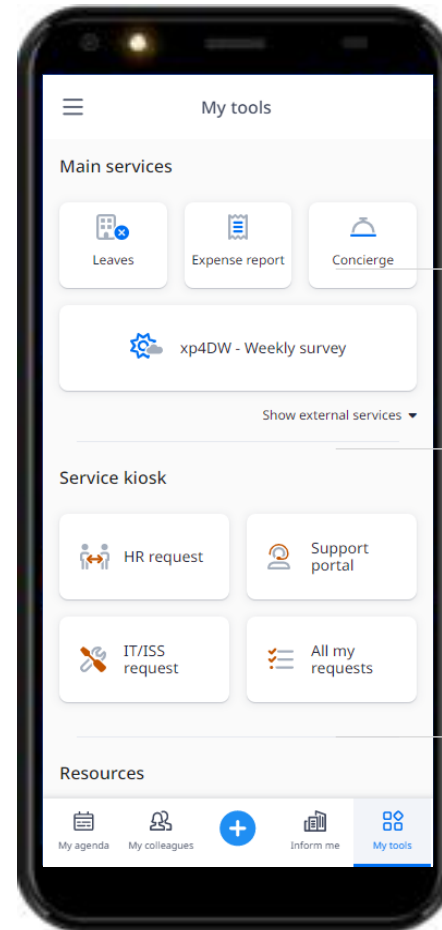 My tools
Main services
Leaves
Expense report
Concierge
xp4DW - Weekly survey
Show external services
Service kiosk
HR request
Support
portal
IT/ISS
request
All my
requests
Resources
My agenda
My colleagues
Inform me
My tools